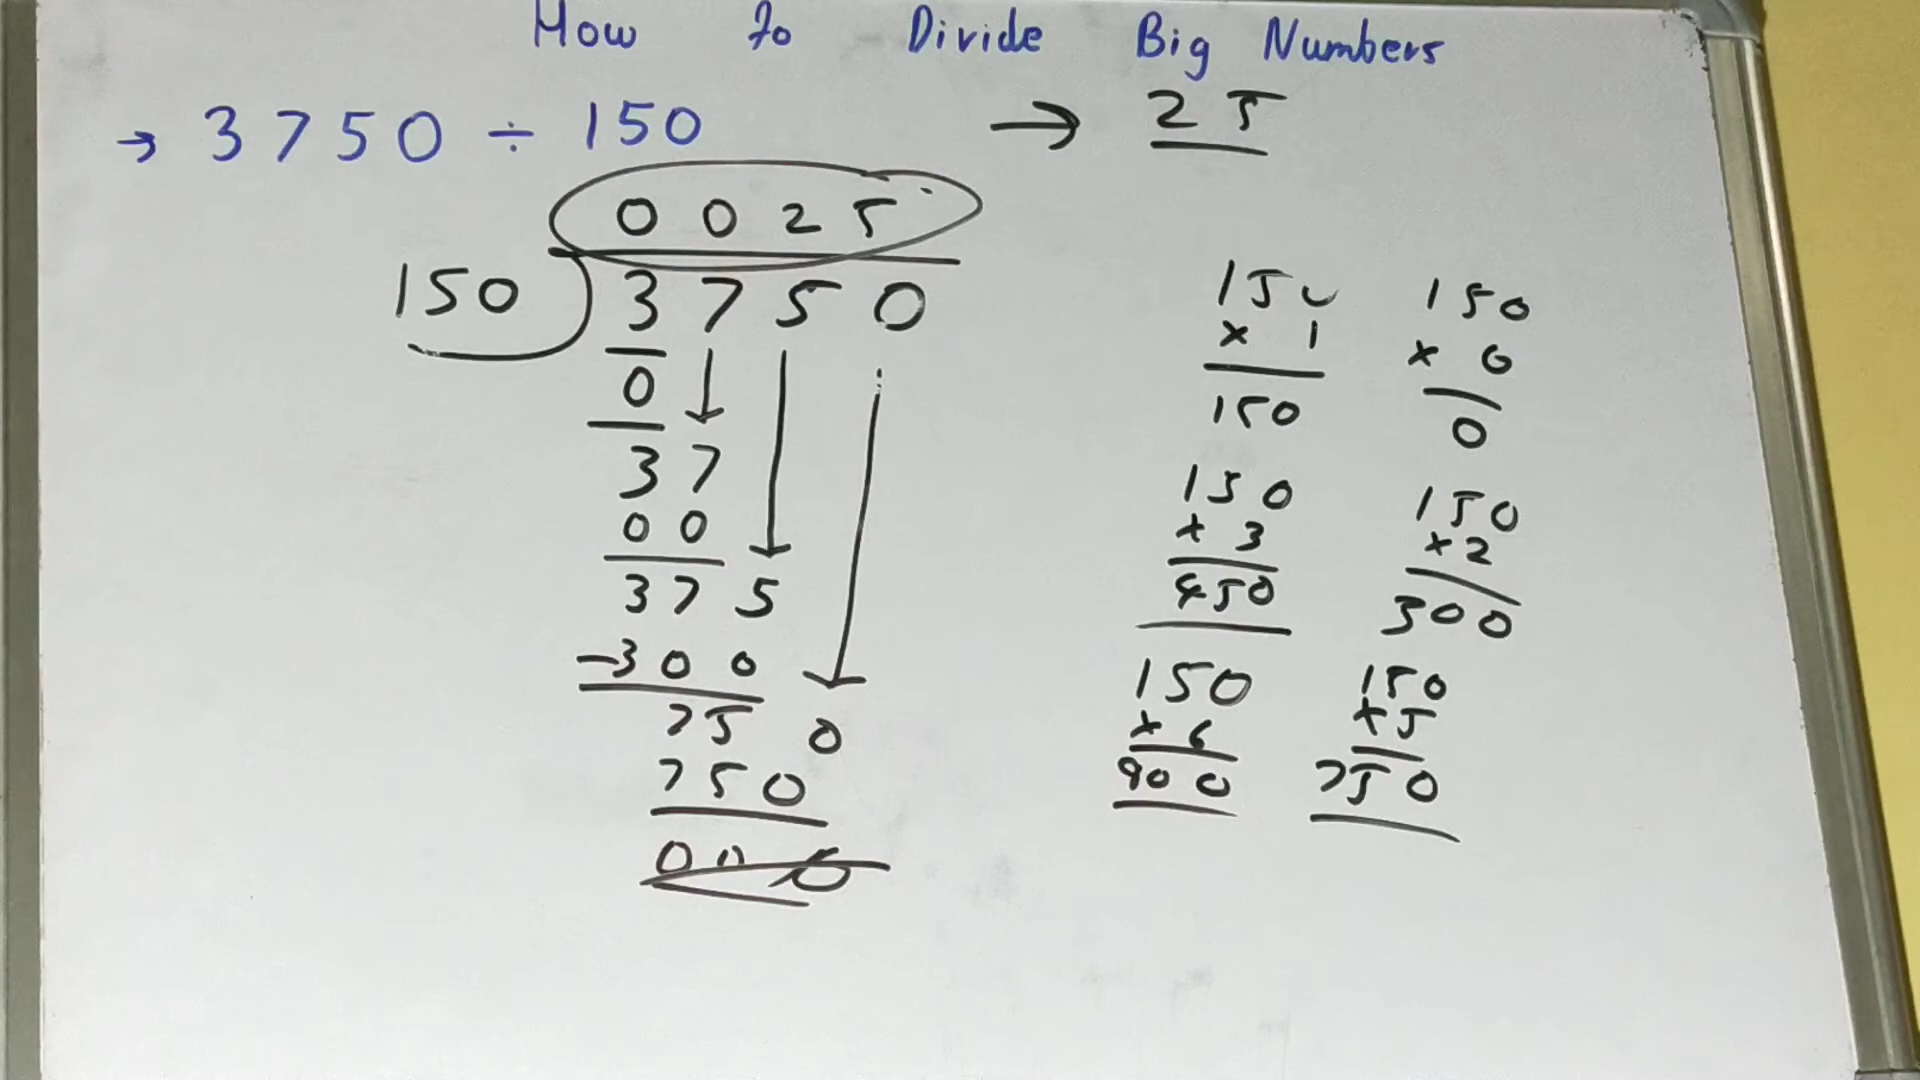 How to Divide Big Numbers
→ 3750 ÷ 150 → 25
0025
150 ) 3750
0
37
00
375
-300
750
750
000
150 150
x 1 x 0
150 0
150 150
x 3 x 2
450 300
150 150
x 6 x 5
900 750